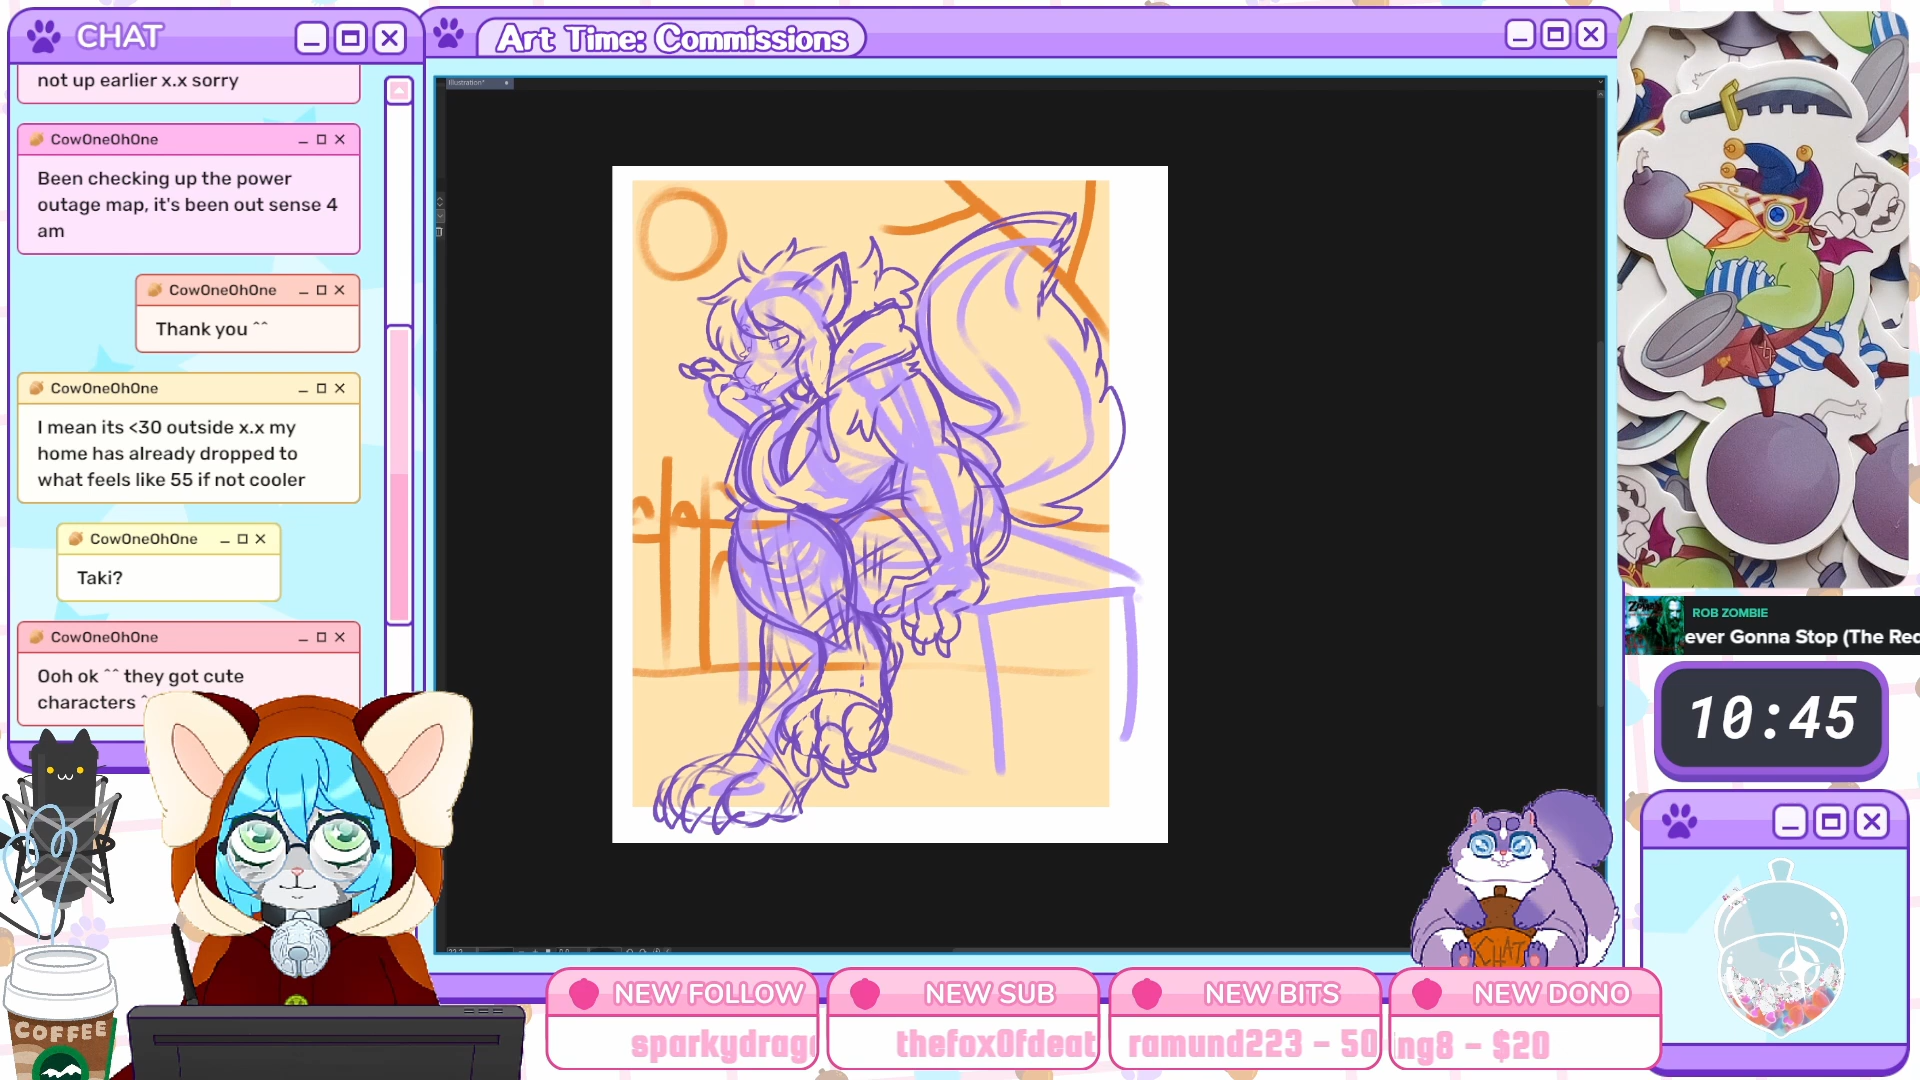 CHAT
not up earlier x.x sorry
CowOneOhOne
Been checking up the power
outage map, it's been out sense 4
am
CowOneOhOne
Thank you ^^
CowOneOhOne
I mean its <30 outside x.x my
home has already dropped to
what feels like 55 if not cooler
CowOneOhOne
Taki?
CowOneOhOne
Ooh ok ^^ they got cute
characters
Art Time: Commissions
Illustration*
ROB ZOMBIE
ever Gonna Stop (The Red
10:45
COFFEE
CHAT
NEW FOLLOW
sparkydrag
NEW SUB
thefox0fdeat
NEW BITS
ramund223 - 50
NEW DONO
ng8 - $20